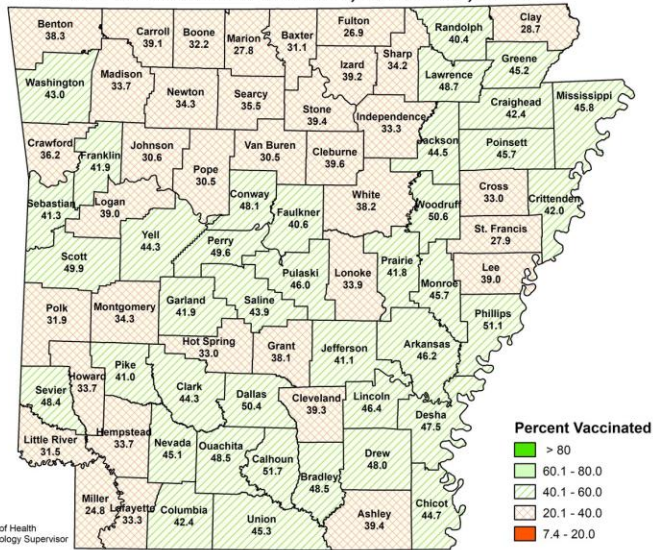 Benton
38.3
Carroll
39.1
Boone
32.2
Marion
27.8
Baxter
31.1
Fulton
26.9
Randolph
40.4
Clay
28.7
Izard
39.2
Sharp
34.2
Greene
45.2
Lawrence
48.7
Washington
43.0
Madison
33.7
Newton
34.3
Searcy
35.5
Stone
39.4
Independence
33.3
Craighead
42.4
Mississippi
45.8
Crawford
36.2
Franklin
41.9
Johnson
30.6
Pope
30.5
Van Buren
30.5
Cleburne
39.6
Jackson
44.5
Poinsett
45.7
Sebastian
41.3
Logan
39.0
Conway
48.1
Faulkner
40.6
White
38.2
Woodruff
50.6
Cross
33.0
Crittenden
42.0
St. Francis
27.9
Scott
49.9
Yell
44.3
Perry
49.6
Pulaski
46.0
Lonoke
33.9
Prairie
41.8
Monroe
45.7
Lee
39.0
Phillips
51.1
Polk
31.9
Montgomery
34.3
Garland
41.9
Saline
43.9
Hot Spring
33.0
Grant
38.1
Jefferson
41.1
Arkansas
46.2
Howard
33.7
Pike
41.0
Sevier
48.4
Clark
44.3
Dallas
50.4
Cleveland
39.3
Lincoln
46.4
Desha
47.5
Little River
31.5
Hempstead
33.7
Nevada
45.1
Ouachita
48.5
Calhoun
51.7
Bradley
48.5
Drew
48.0
Miller
24.8
Lafayette
33.3
Columbia
42.4
Union
45.3
Ashley
39.4
Chicot
44.7
Percent Vaccinated
> 80
60.1 - 80.0
40.1 - 60.0
20.1 - 40.0
7.4 - 20.0
of Health
ology Supervisor